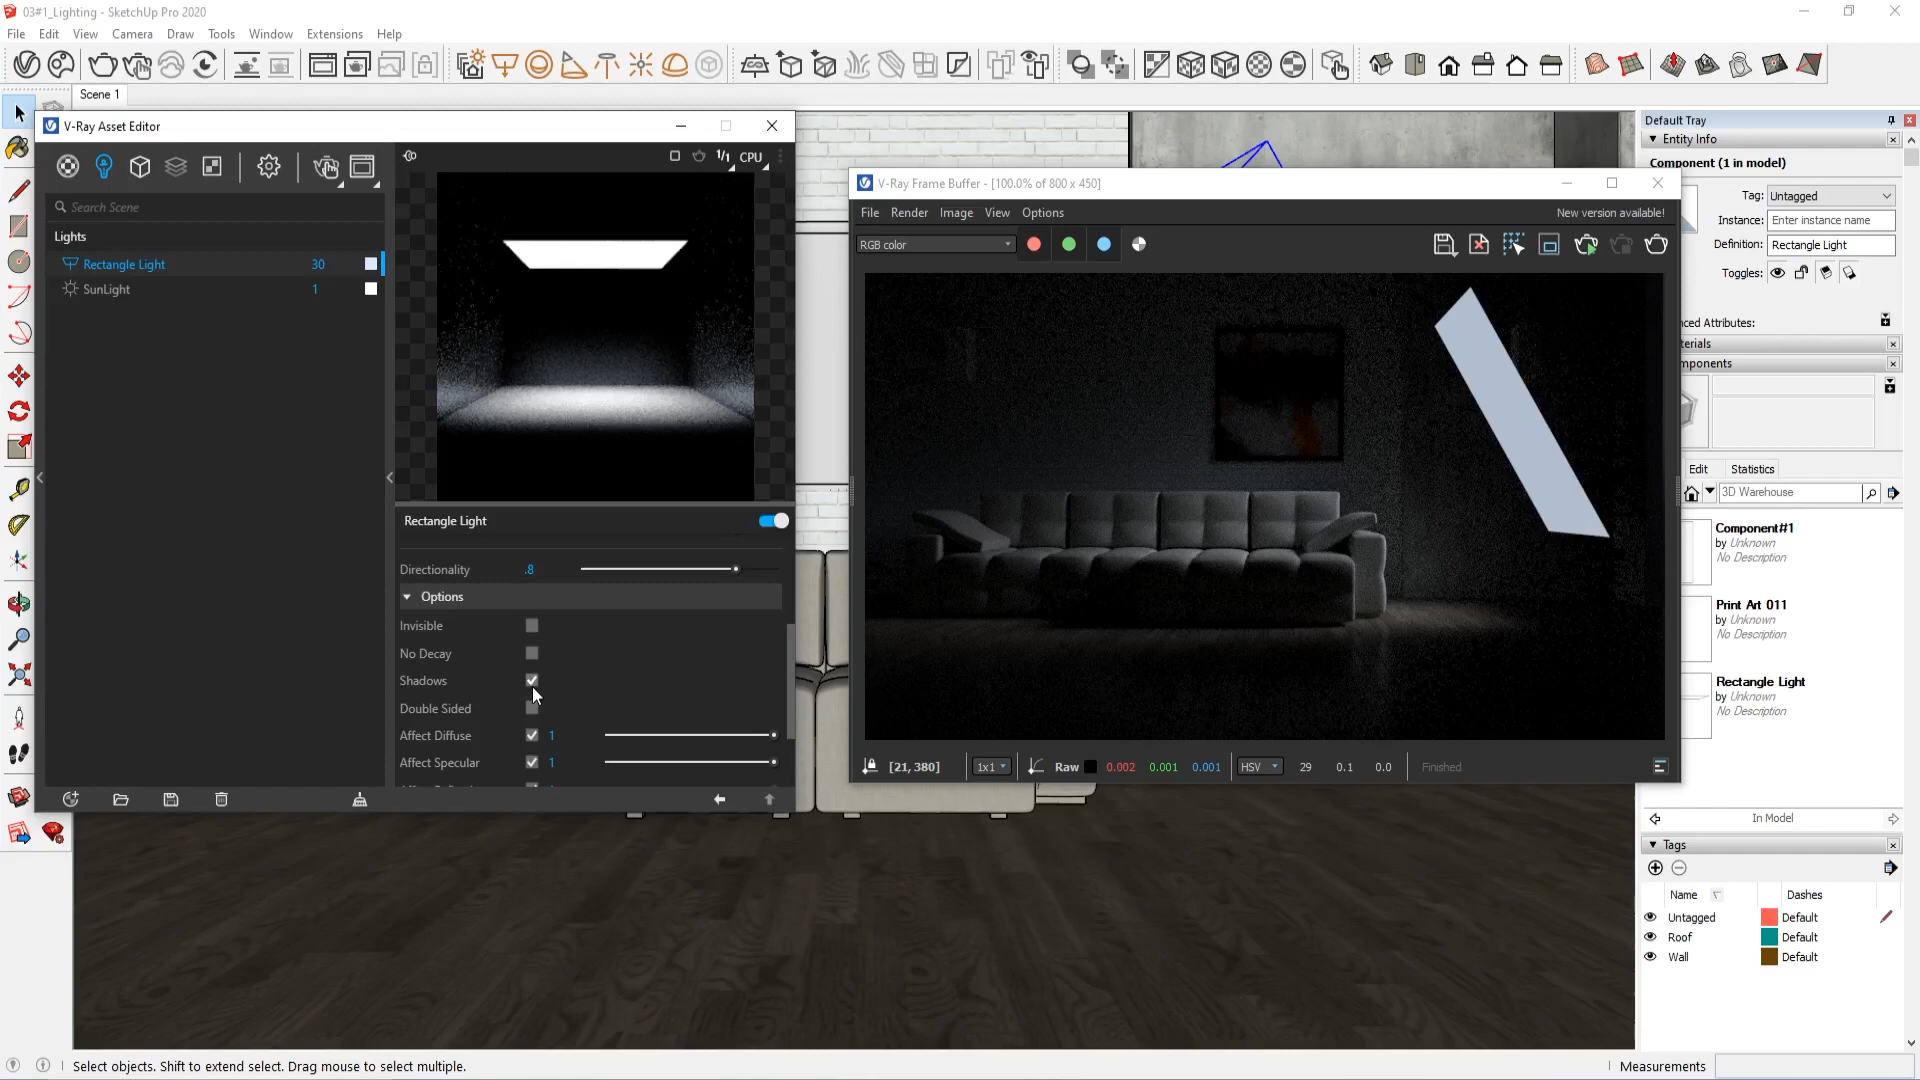 03#1_Lighting - SketchUp Pro 2020
File Edit View Camera Draw Tools Window Extensions Help
Scene 1
V-Ray Asset Editor
1/1 CPU
Search Scene
Lights
Rectangle Light 30
SunLight 1
Rectangle Light
Directionality .8
Options
Invisible
No Decay
Shadows
Double Sided
Affect Diffuse 1
Affect Specular 1
V-Ray Frame Buffer - [100.0% of 800 x 450]
File Render Image View Options New version available!
RGB color
[21, 380] 1x1 Raw 0.002 0.001 0.001 HSV 29 0.1 0.0 Finished
Default Tray
Entity Info
Component (1 in model)
Tag: Untagged
Instance: Enter instance name
Definition: Rectangle Light
Toggles:
nced Attributes:
terials
mponents
Edit Statistics
3D Warehouse
Component#1
by Unknown
No Description
Print Art 011
by Unknown
No Description
Rectangle Light
by Unknown
No Description
In Model
Tags
Name Dashes
Untagged Default
Roof Default
Wall Default
Select objects. Shift to extend select. Drag mouse to select multiple.
Measurements